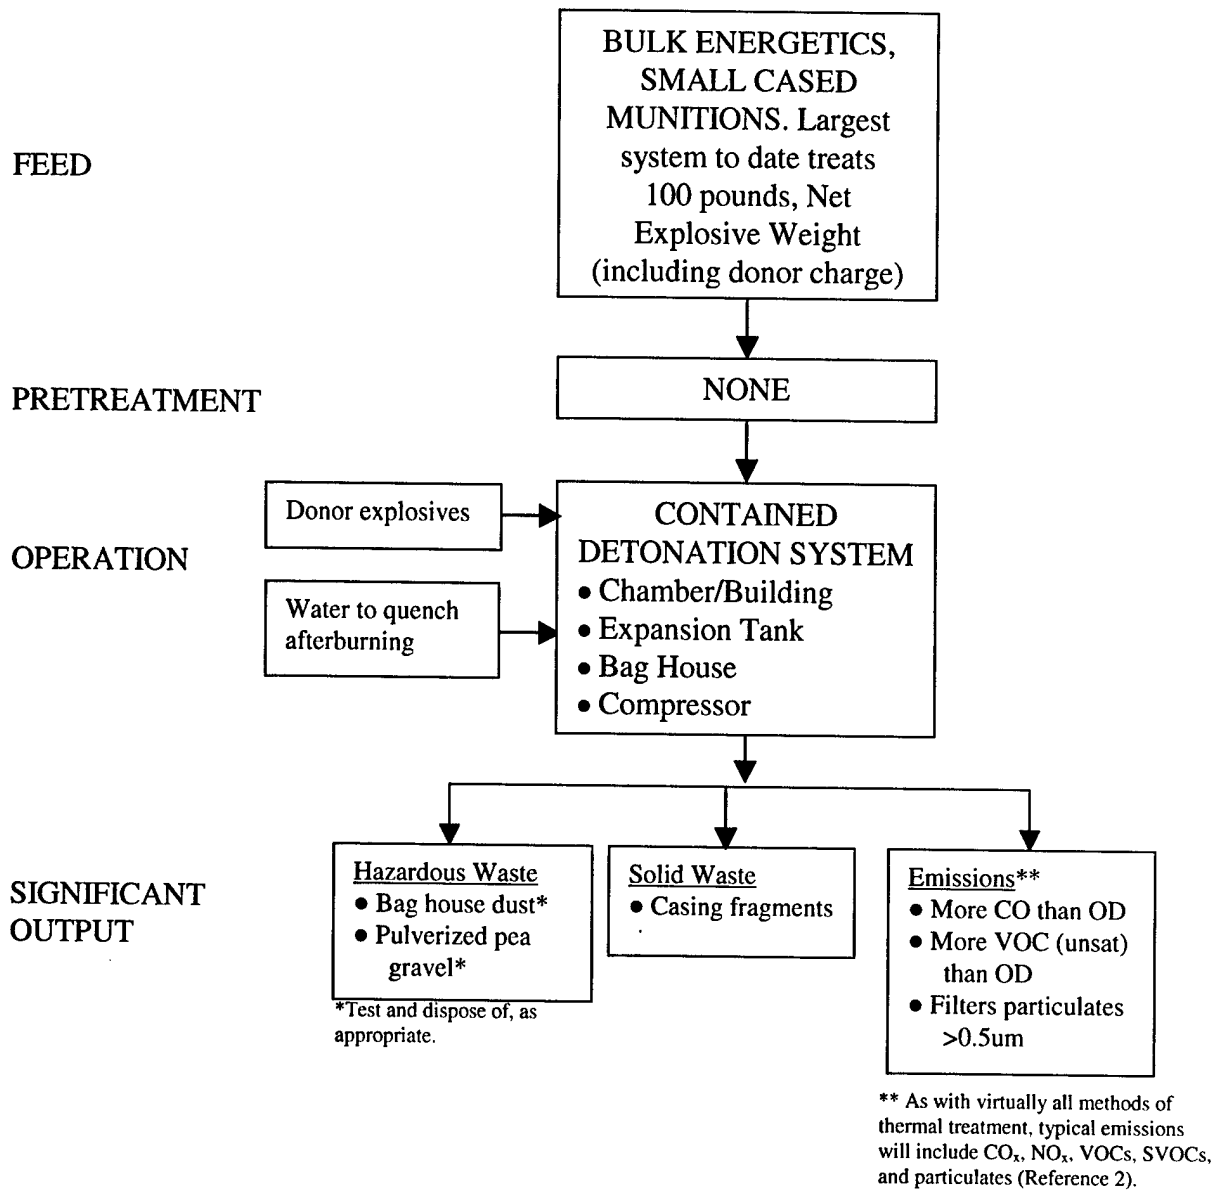 BULK ENERGETICS,
SMALL CASED
MUNITIONS. Largest
system to date treats
100 pounds, Net
Explosive Weight
(including donor charge)
FEED
PRETREATMENT
NONE
OPERATION
Donor explosives
Water to quench
afterburning
CONTAINED
DETONATION SYSTEM
● Chamber/Building
● Expansion Tank
● Bag House
● Compressor
SIGNIFICANT
OUTPUT
Hazardous Waste
● Bag house dust*
● Pulverized pea
gravel*
*Test and dispose of, as
appropriate.
Solid Waste
● Casing fragments
Emissions**
● More CO than OD
● More VOC (unsat)
than OD
● Filters particulates
>0.5um
** As with virtually all methods of
thermal treatment, typical emissions
will include COₓ, NOₓ, VOCs, SVOCs,
and particulates (Reference 2).